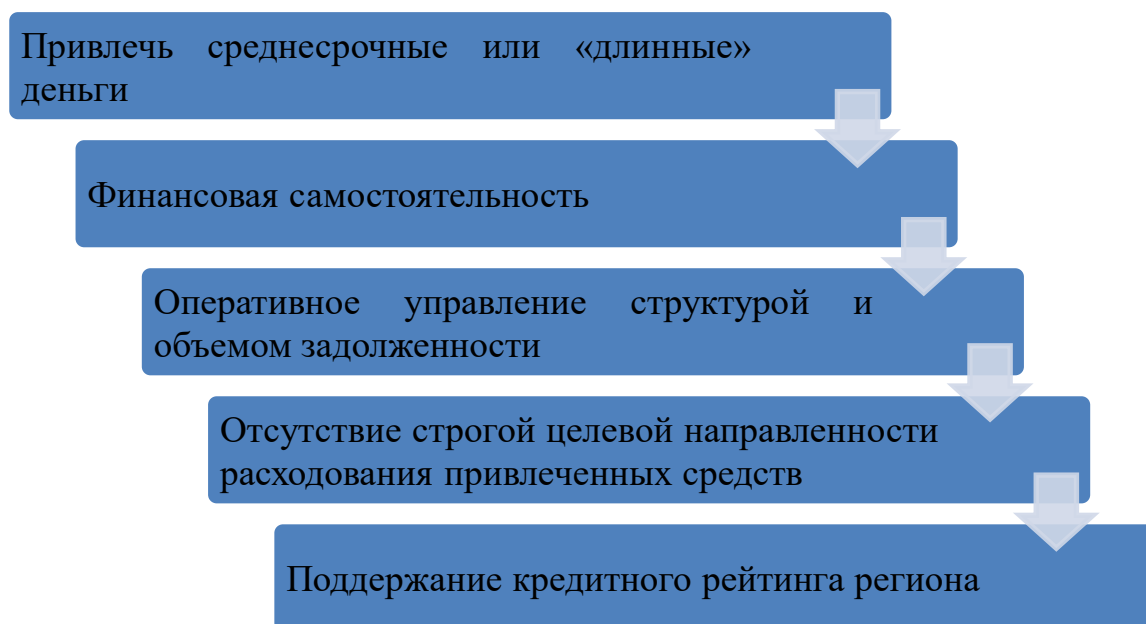 Привлечь среднесрочные или «длинные»
деньги
Финансовая самостоятельность
Оперативное управление структурой и
объемом задолженности
Отсутствие строгой целевой направленности
расходования привлеченных средств
Поддержание кредитного рейтинга региона